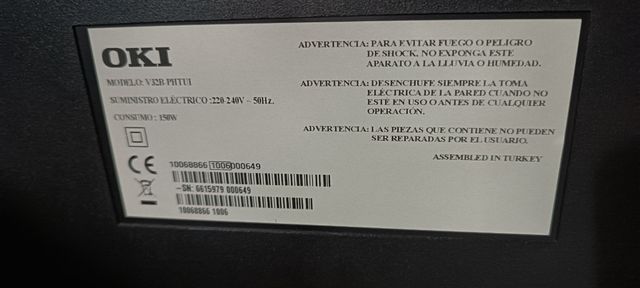 OKI
MODELO: V32B-PHTUI
SUMINISTRO ELÉCTRICO :220-240V ~ 50Hz.
CONSUMO : 150W
CE
10068866 1006 000649
-SN: 6615979 000649
10068866 1006
ADVERTENCIA: PARA EVITAR FUEGO O PELIGRO
DE SHOCK, NO EXPONGA ESTE
APARATO A LA LLUVIA O HUMEDAD.
ADVERTENCIA: DESENCHUFE SIEMPRE LA TOMA
ELÉCTRICA DE LA PARED CUANDO NO
ESTE EN USO O ANTES DE CUALQUIER
OPERACIÓN.
ADVERTENCIA: LAS PIEZAS QUE CONTIENE NO PUEDEN
SER REPARADAS POR EL USUARIO.
ASSEMBLED IN TURKEY